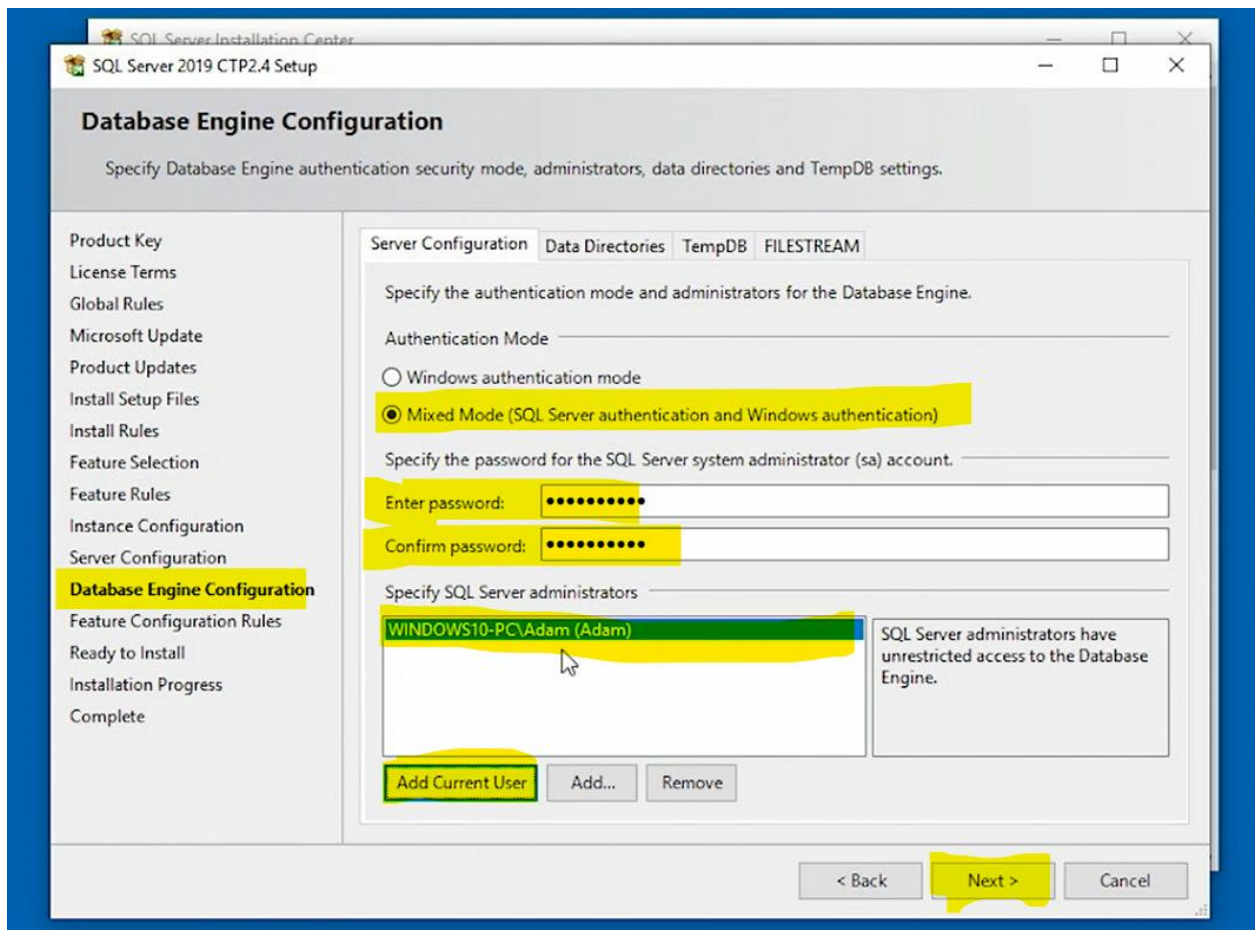 SQL Server Installation Center
SQL Server 2019 CTP2.4 Setup
Database Engine Configuration
Specify Database Engine authentication security mode, administrators, data directories and TempDB settings.
Product Key
License Terms
Global Rules
Microsoft Update
Product Updates
Install Setup Files
Install Rules
Feature Selection
Feature Rules
Instance Configuration
Server Configuration
Database Engine Configuration
Feature Configuration Rules
Ready to Install
Installation Progress
Complete
Server Configuration Data Directories TempDB FILESTREAM
Specify the authentication mode and administrators for the Database Engine.
Authentication Mode
Windows authentication mode
Mixed Mode (SQL Server authentication and Windows authentication)
Specify the password for the SQL Server system administrator (sa) account.
Enter password: ●●●●●●●●●●
Confirm password: ●●●●●●●●●●
Specify SQL Server administrators
WINDOWS10-PC\Adam (Adam)
SQL Server administrators have
unrestricted access to the Database
Engine.
Add Current User Add... Remove
< Back Next > Cancel